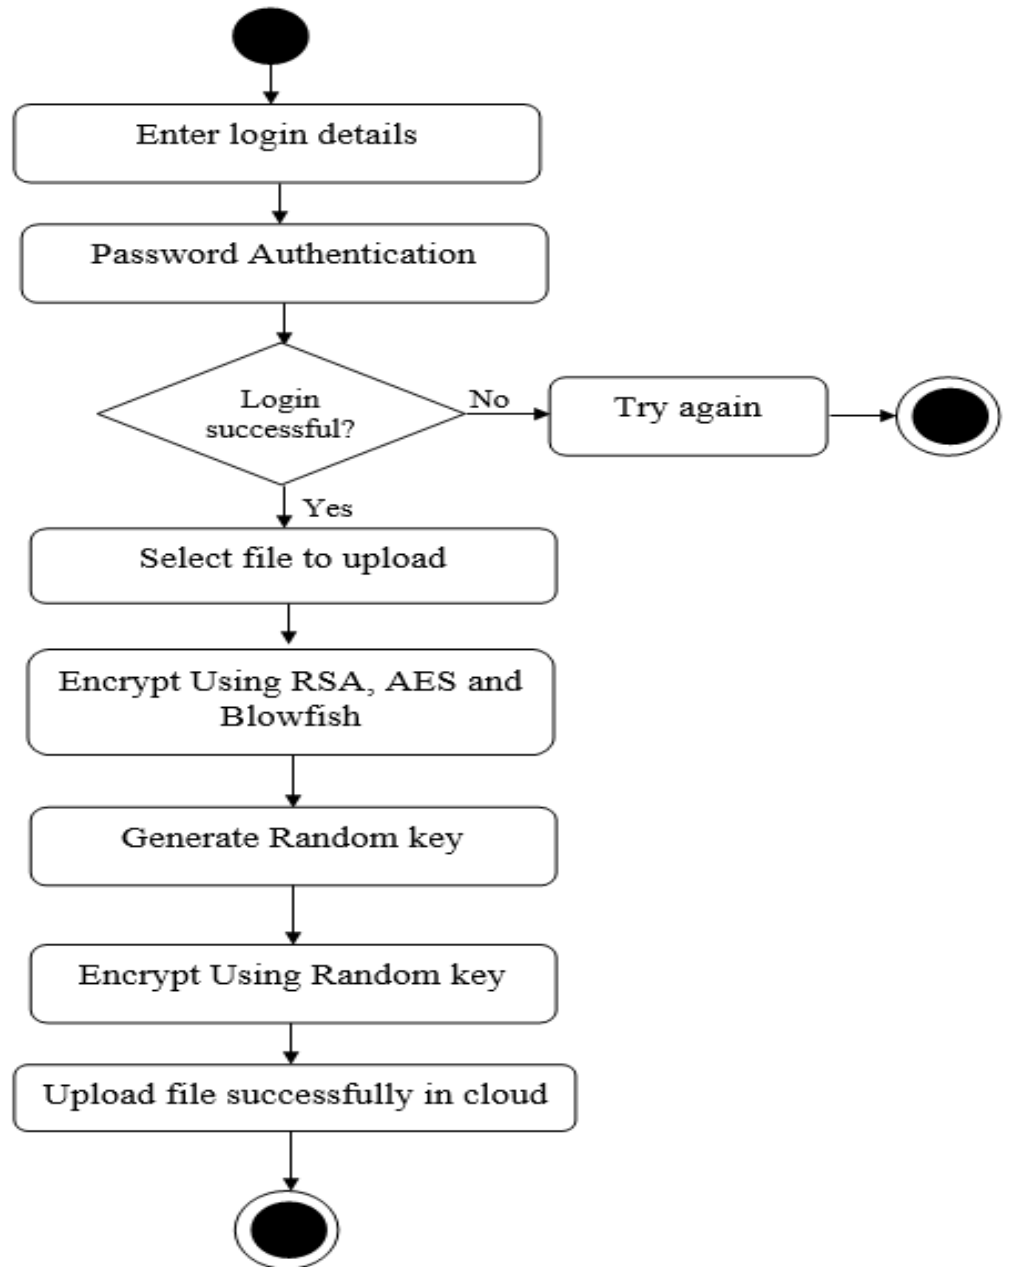 Enter login details
Password Authentication
Login
successful?
No
Try again
Yes
Select file to upload
Encrypt Using RSA, AES and
Blowfish
Generate Random key
Encrypt Using Random key
Upload file successfully in cloud